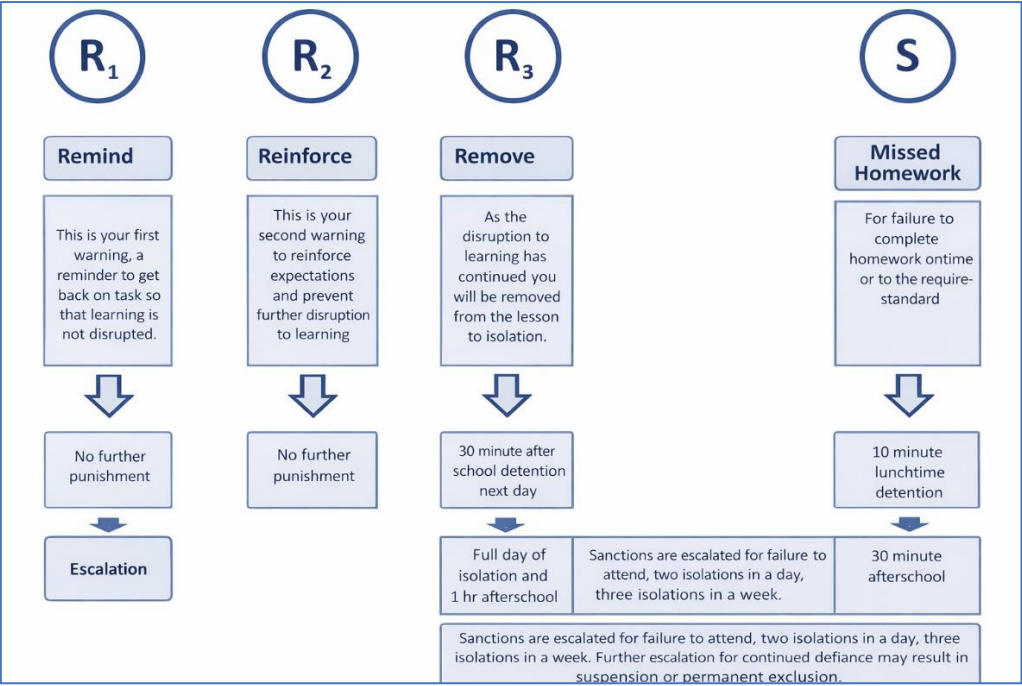 R1
Remind
This is your first
warning, a
reminder to get
back on task so
that learning is
not disrupted.
No further
punishment
Escalation
R2
Reinforce
This is your
second warning
to reinforce
expectations
and prevent
further disruption
to learning
No further
punishment
R3
Remove
As the
disruption to
learning has
continued you
will be removed
from the lesson
to isolation.
30 minute after
school detention
next day
Full day of
isolation and
1 hr afterschool
Sanctions are escalated for failure to
attend, two isolations in a day,
three isolations in a week.
S
Missed
Homework
For failure to
complete
homework ontime
or to the require-
standard
10 minute
lunchtime
detention
30 minute
afterschool
Sanctions are escalated for failure to attend, two isolations in a day, three
isolations in a week. Further escalation for continued defiance may result in
suspension or permanent exclusion.